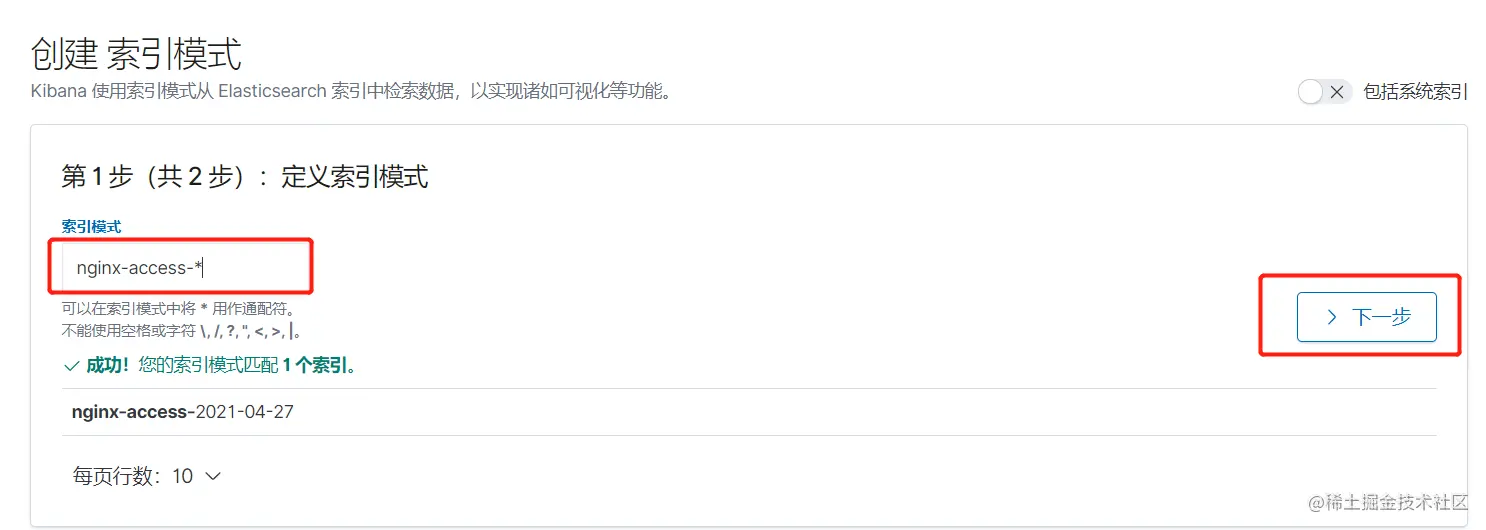 创建 索引模式
Kibana 使用索引模式从 Elasticsearch 索引中检索数据，以实现诸如可视化等功能。
包括系统索引
第 1 步（共 2 步）：定义索引模式
索引模式
nginx-access-*
可以在索引模式中将 * 用作通配符。
不能使用空格或字符 \, /, ?, ", <, >, |。
下一步
成功！您的索引模式匹配 1 个索引。
nginx-access-2021-04-27
每页行数：10
@稀土掘金技术社区